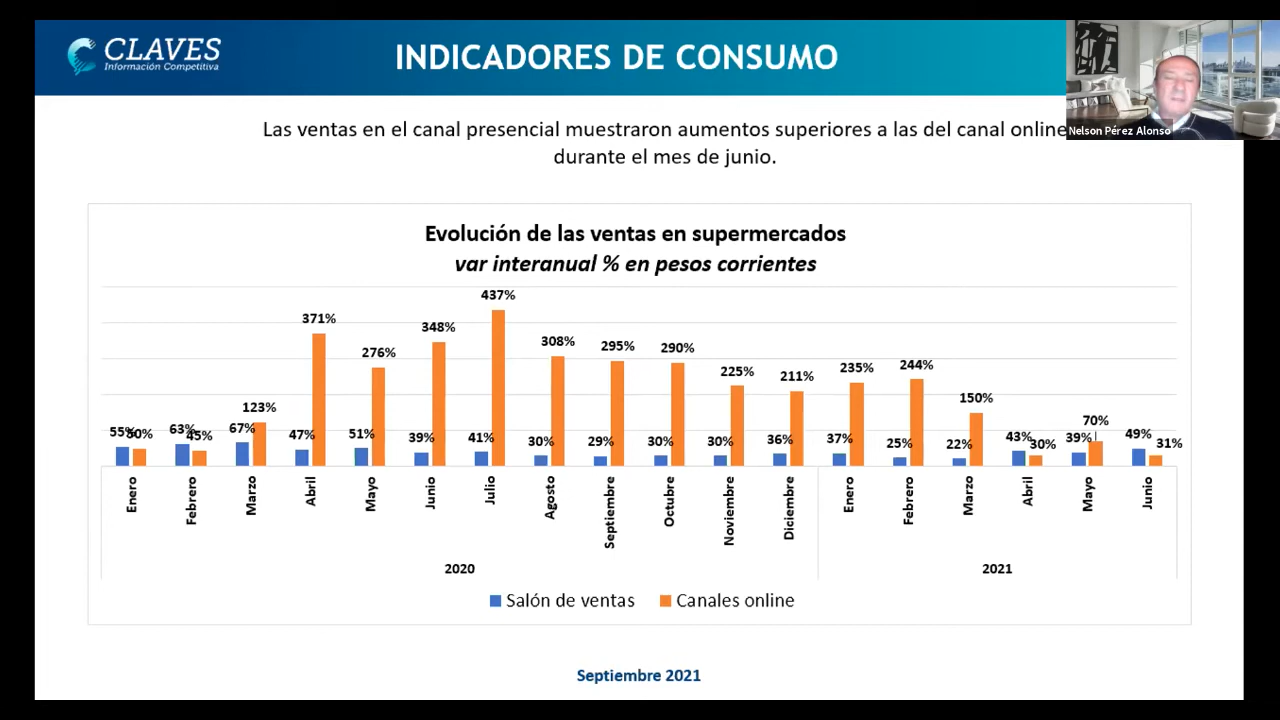 CLAVES
Información Competitiva
INDICADORES DE CONSUMO
Nelson Pérez Alonso
Las ventas en el canal presencial muestraron aumentos superiores a las del canal online
durante el mes de junio.
Evolución de las ventas en supermercados
var interanual % en pesos corrientes
55% 50% 63% 45% 67% 123% 47% 371% 51% 276% 39% 348% 41% 437% 30% 308% 29% 295% 30% 290% 30% 225% 36% 211% 37% 235% 25% 244% 22% 150% 43% 30% 39% 70% 49% 31%
Enero Febrero Marzo Abril Mayo Junio Julio Agosto Septiembre Octubre Noviembre Diciembre Enero Febrero Marzo Abril Mayo Junio
2020 2021
Salón de ventas Canales online
Septiembre 2021